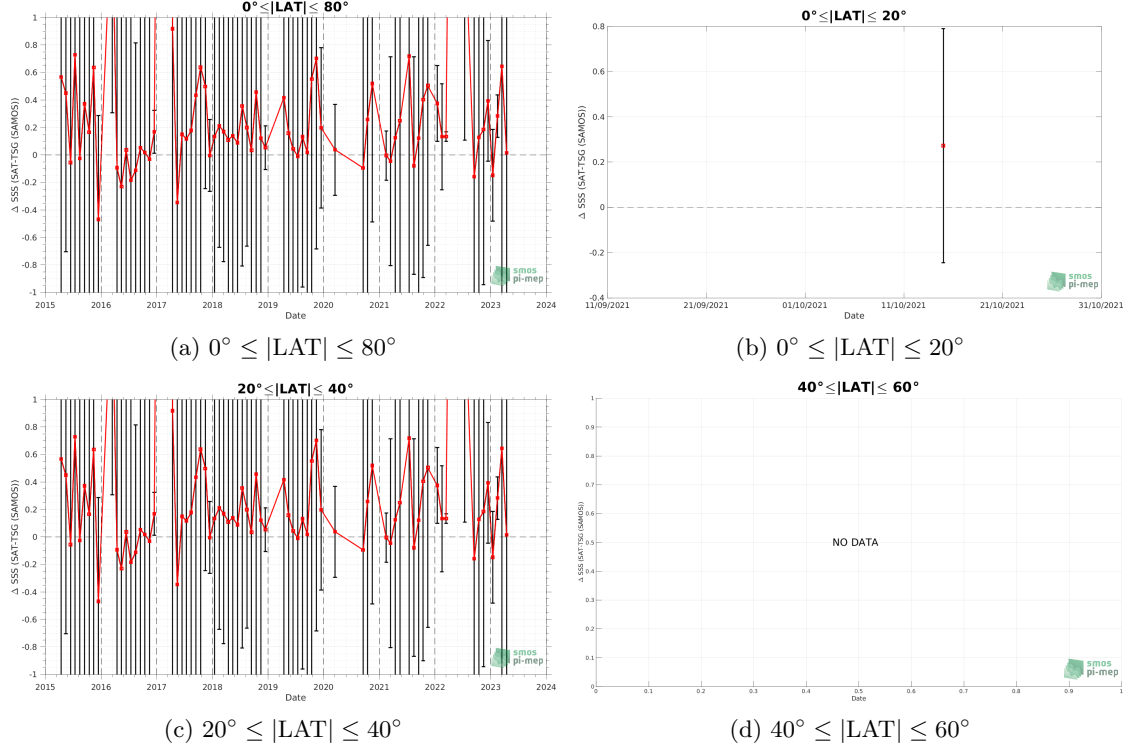 0°≤|LAT|≤ 80°
Δ SSS (SAT-TSG (SAMOS))
1
0.8
0.6
0.4
0.2
0
-0.2
-0.4
-0.6
-0.8
-1
2015 2016 2017 2018 2019 2020 2021 2022 2023 2024
Date
smos
pi-mep
(a) 0° ≤ |LAT| ≤ 80°
0°≤|LAT|≤ 20°
Δ SSS (SAT-TSG (SAMOS))
0.8
0.6
0.4
0.2
0
-0.2
-0.4
11/09/2021 21/09/2021 01/10/2021 11/10/2021 21/10/2021 31/10/2021
Date
smos
pi-mep
(b) 0° ≤ |LAT| ≤ 20°
20°≤|LAT|≤ 40°
Δ SSS (SAT-TSG (SAMOS))
1
0.8
0.6
0.4
0.2
0
-0.2
-0.4
-0.6
-0.8
-1
2015 2016 2017 2018 2019 2020 2021 2022 2023 2024
Date
smos
pi-mep
(c) 20° ≤ |LAT| ≤ 40°
40°≤|LAT|≤ 60°
Δ SSS (SAT-TSG (SAMOS))
1
0.9
0.8
0.7
0.6
0.5
0.4
0.3
0.2
0.1
0
NO DATA
0 0.1 0.2 0.3 0.4 0.5 0.6 0.7 0.8 0.9 1
Date
smos
pi-mep
(d) 40° ≤ |LAT| ≤ 60°